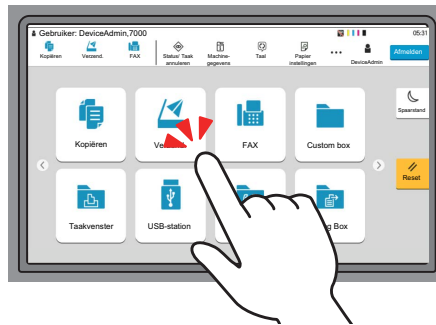 Gebruiker: DeviceAdmin,7000
05:31
Kopiëren
Verzend.
FAX
Status/ Taak
annuleren
Machine-
gegevens
Taal
Papier
instellingen
DeviceAdmin
Afmelden
Spaarstand
Kopiëren
FAX
Custom box
Reset
Taakvenster
USB-station
Box